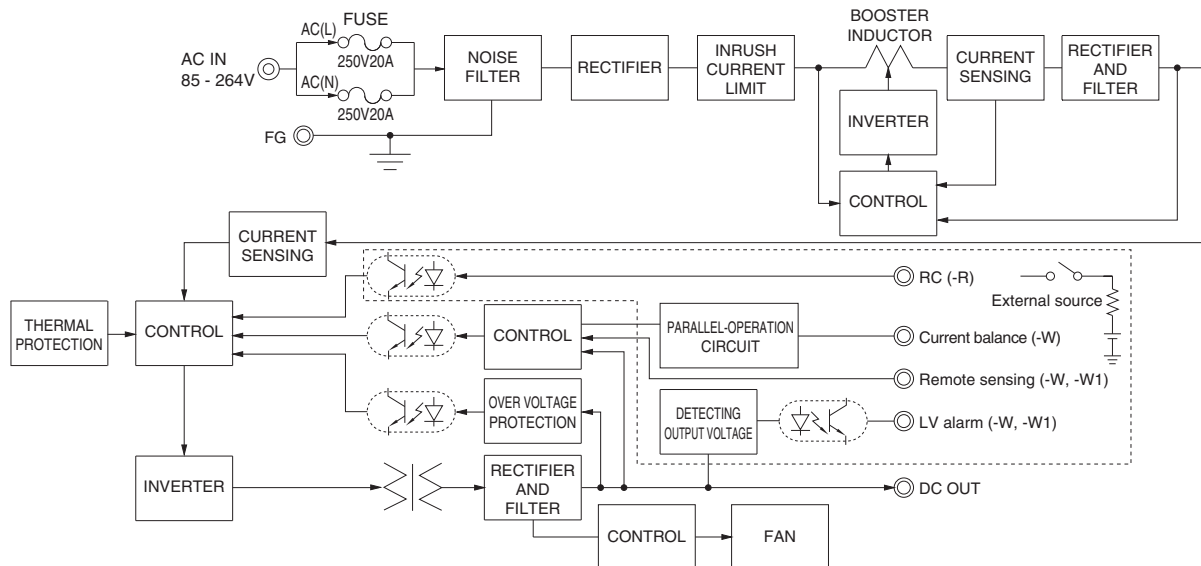 FUSE
AC(L)
250V20A
AC IN
85 - 264V
AC(N)
250V20A
FG
NOISE
FILTER
RECTIFIER
INRUSH
CURRENT
LIMIT
BOOSTER
INDUCTOR
CURRENT
SENSING
RECTIFIER
AND
FILTER
INVERTER
CONTROL
CURRENT
SENSING
RC (-R)
External source
THERMAL
PROTECTION
CONTROL
CONTROL
PARALLEL-OPERATION
CIRCUIT
Current balance (-W)
Remote sensing (-W, -W1)
OVER VOLTAGE
PROTECTION
DETECTING
OUTPUT VOLTAGE
LV alarm (-W, -W1)
INVERTER
RECTIFIER
AND
FILTER
DC OUT
CONTROL
FAN